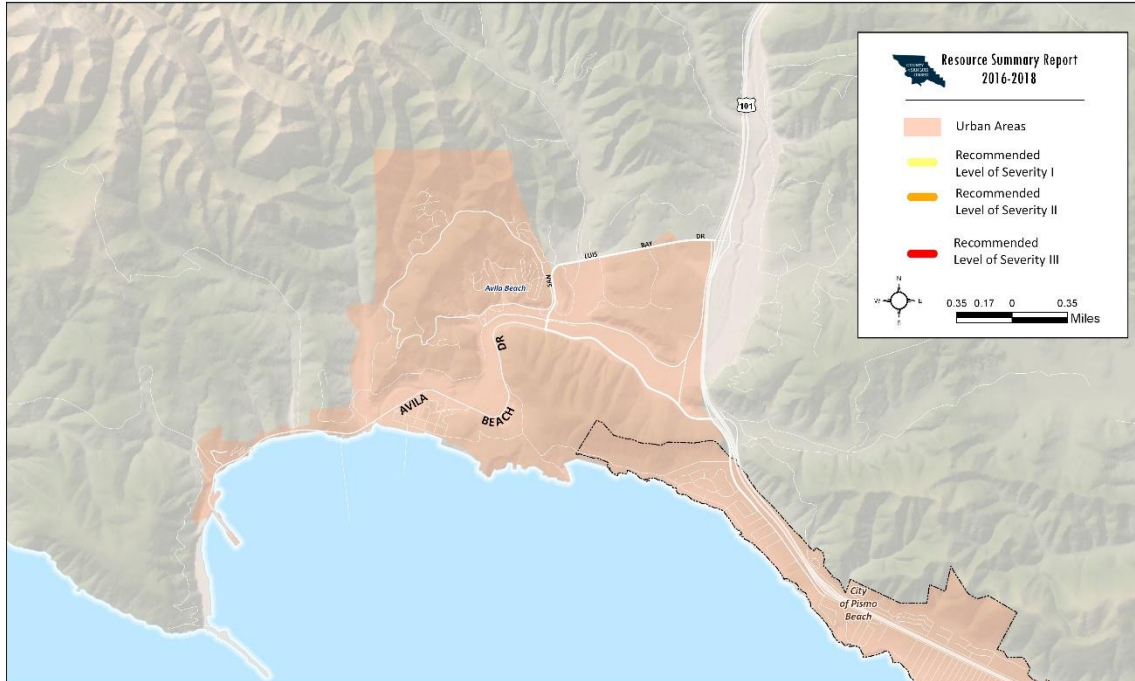 Resource Summary Report
2016-2018
Urban Areas
Recommended
Level of Severity I
Recommended
Level of Severity II
Recommended
Level of Severity III
N
W
E
S
0.35 0.17 0 0.35
Miles
101
SAN LUIS BAY DR
Avila Beach
AVILA BEACH DR
City
of Pismo
Beach